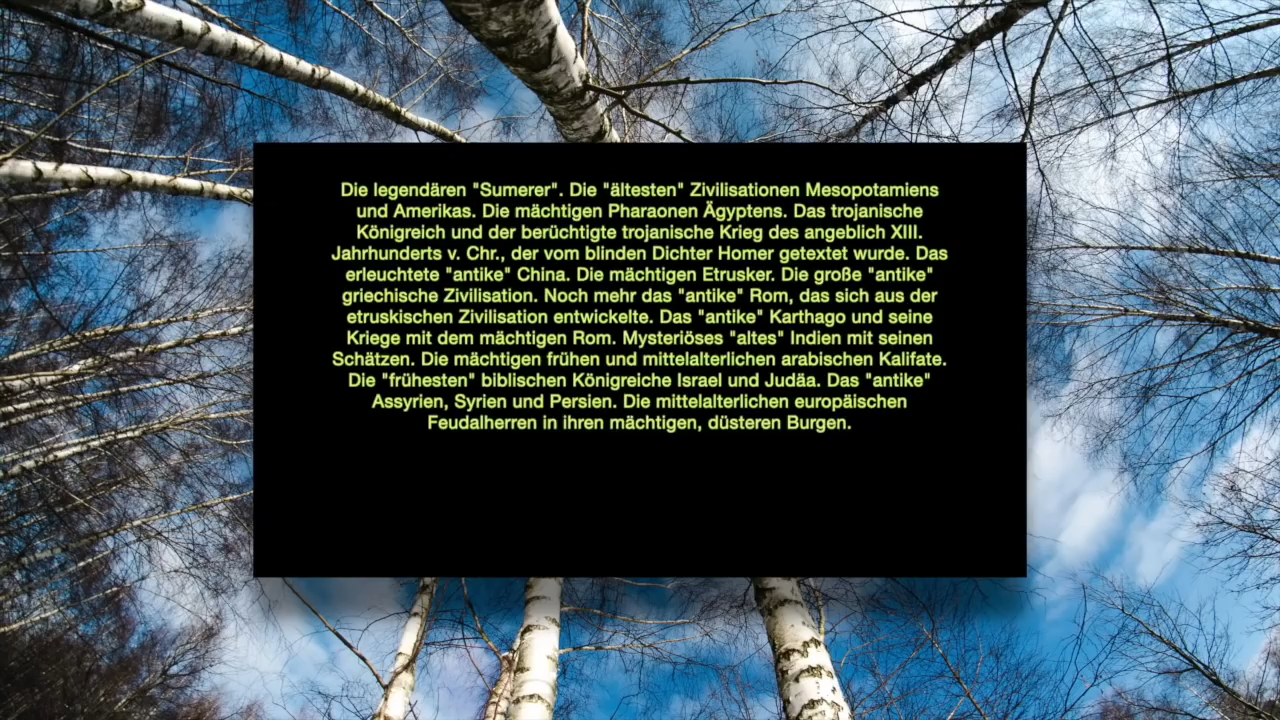 Die legendären "Sumerer". Die "ältesten" Zivilisationen Mesopotamiens
und Amerikas. Die mächtigen Pharaonen Ägyptens. Das trojanische
Königreich und der berüchtigte trojanische Krieg des angeblich XIII.
Jahrhunderts v. Chr., der vom blinden Dichter Homer getextet wurde. Das
erleuchtete "antike" China. Die mächtigen Etrusker. Die große "antike"
griechische Zivilisation. Noch mehr das "antike" Rom, das sich aus der
etruskischen Zivilisation entwickelte. Das "antike" Karthago und seine
Kriege mit dem mächtigen Rom. Mysteriöses "altes" Indien mit seinen
Schätzen. Die mächtigen frühen und mittelalterlichen arabischen Kalifate.
Die "frühesten" biblischen Königreiche Israel und Judäa. Das "antike"
Assyrien, Syrien und Persien. Die mittelalterlichen europäischen
Feudalherren in ihren mächtigen, düsteren Burgen.